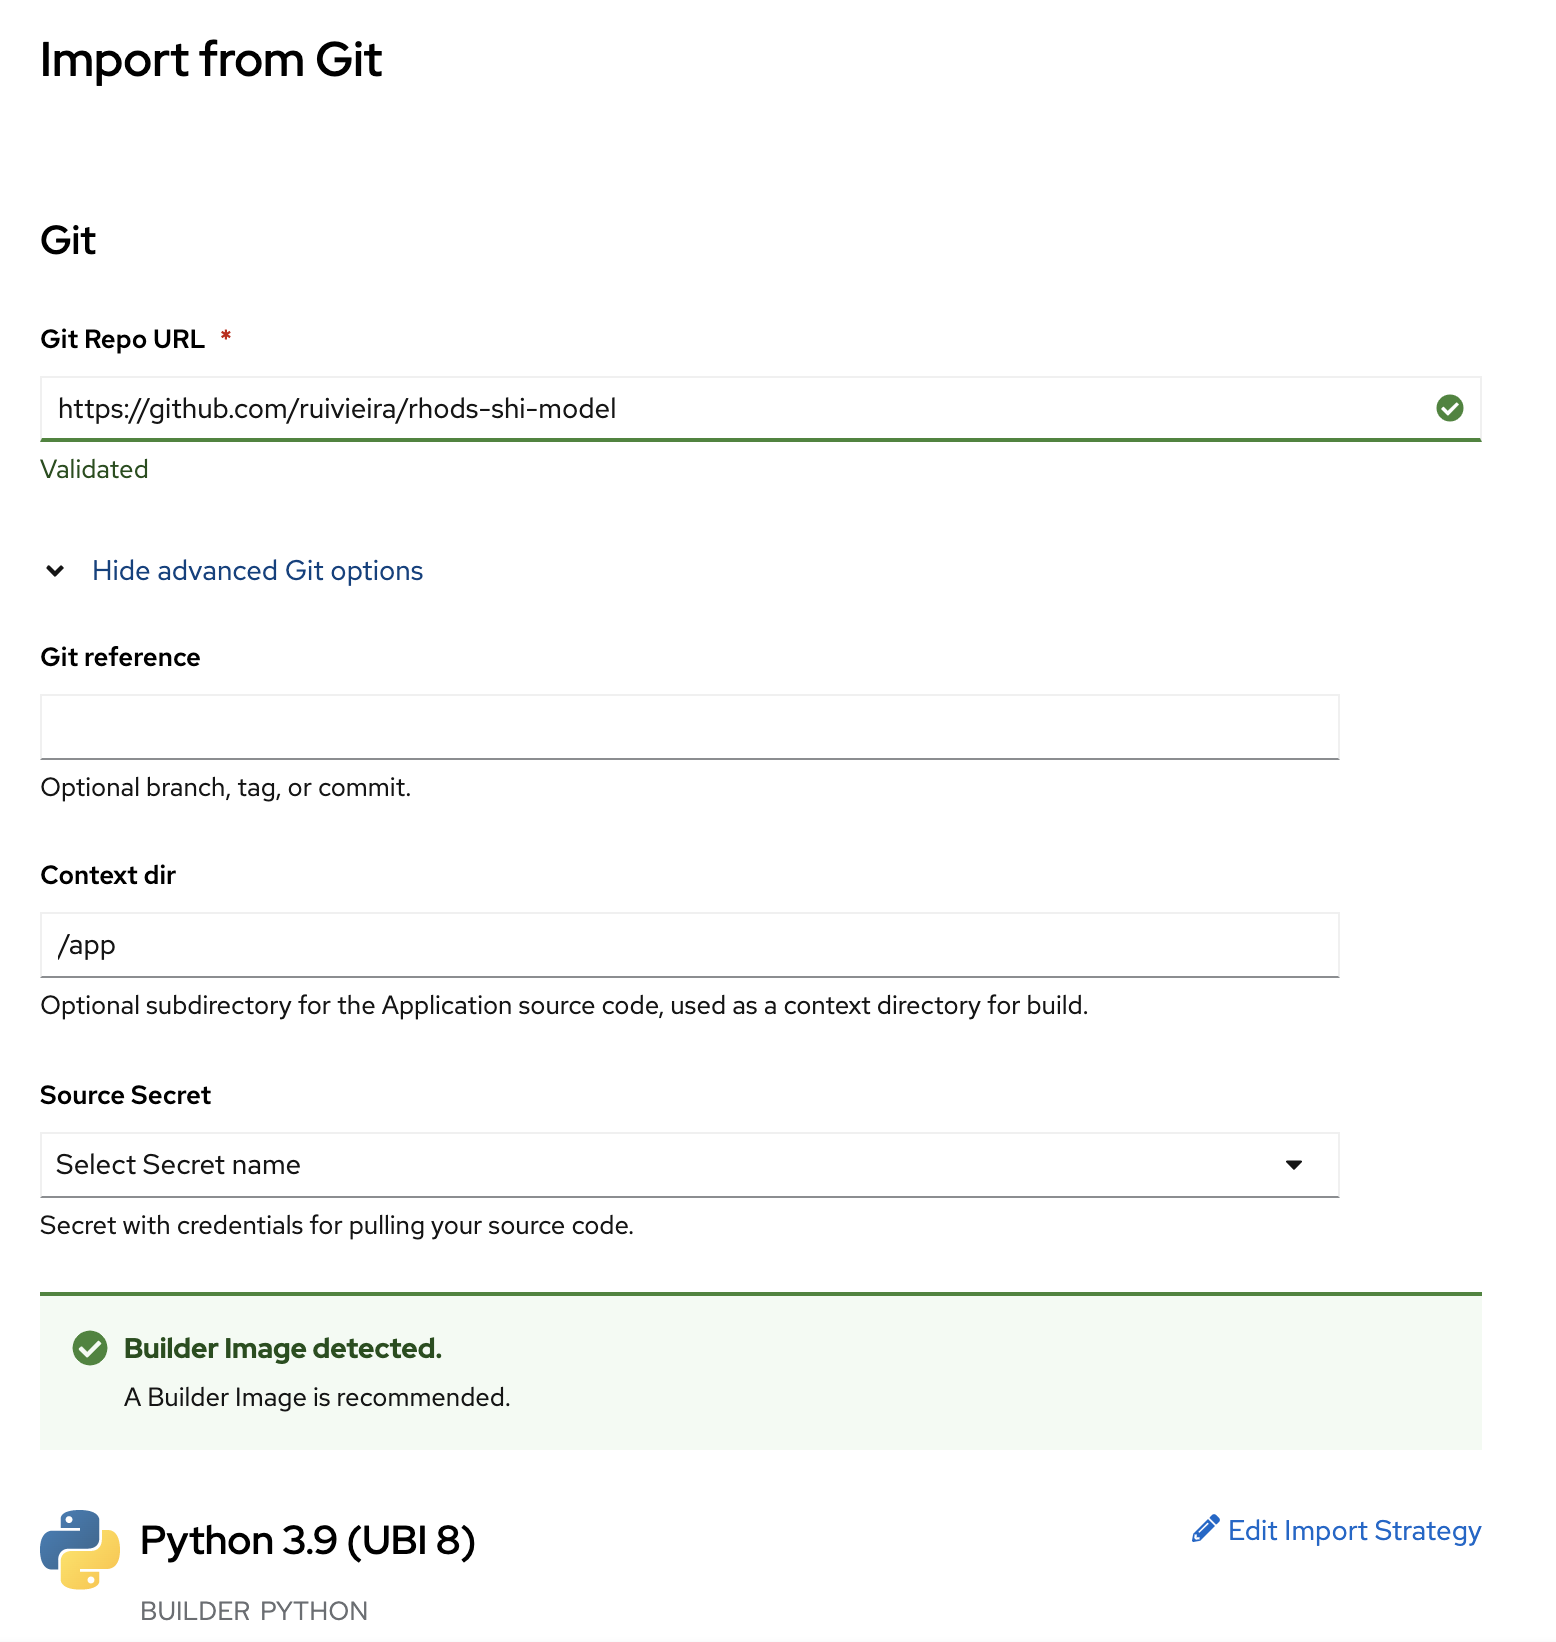 Import from Git
Git
Git Repo URL *
https://github.com/ruivieira/rhods-shi-model
Validated
Hide advanced Git options
Git reference
Optional branch, tag, or commit.
Context dir
/app
Optional subdirectory for the Application source code, used as a context directory for build.
Source Secret
Select Secret name
Secret with credentials for pulling your source code.
Builder Image detected.
A Builder Image is recommended.
Python 3.9 (UBI 8)
Edit Import Strategy
BUILDER PYTHON